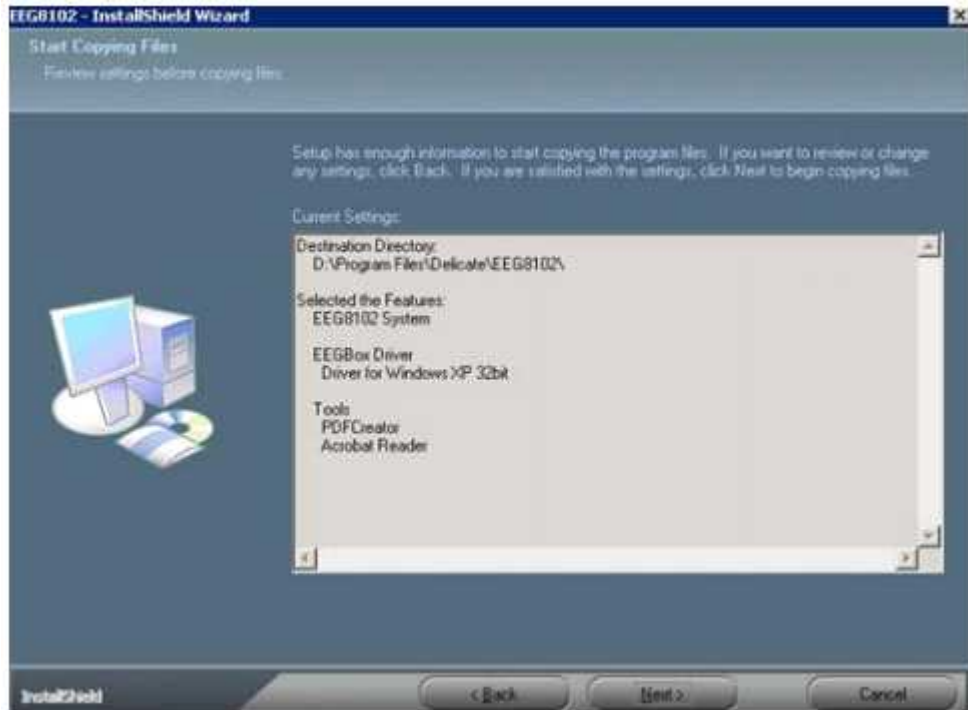 EEG8102 - InstallShield Wizard
Start Copying Files
Review settings before copying files.
Setup has enough information to start copying the program files. If you want to review or change
any settings, click Back. If you are satisfied with the settings, click Next to begin copying files.
Current Settings:
Destination Directory:
D:\Program Files\Delicate\EEG8102\
Selected the Features:
EEG8102 System
EEGBox Driver
Driver for Windows XP 32bit
Tools
PDFCreator
Acrobat Reader
InstallShield
< Back
Next >
Cancel